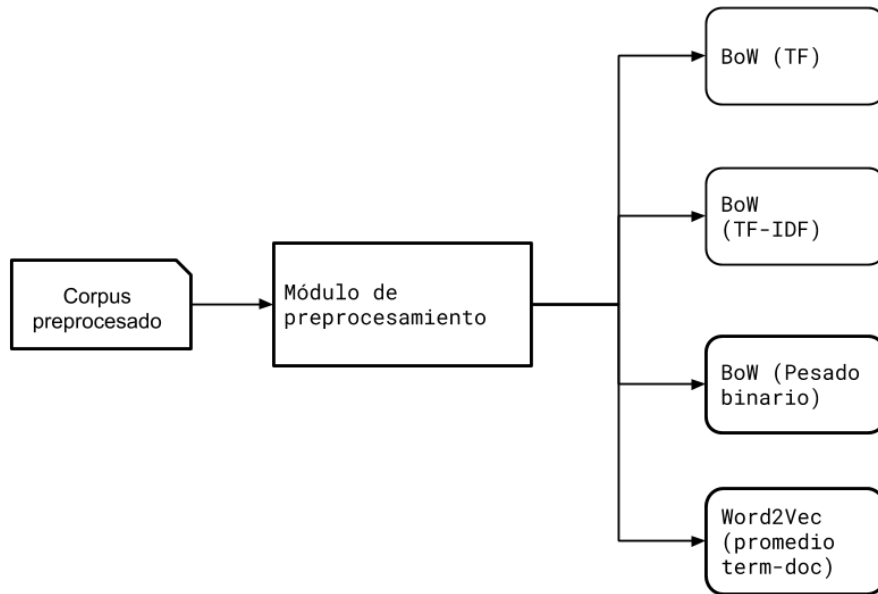 BoW (TF)
BoW
(TF-IDF)
Corpus
preprocesado
Módulo de
preprocesamiento
BoW (Pesado
binario)
Word2Vec
(promedio
term-doc)